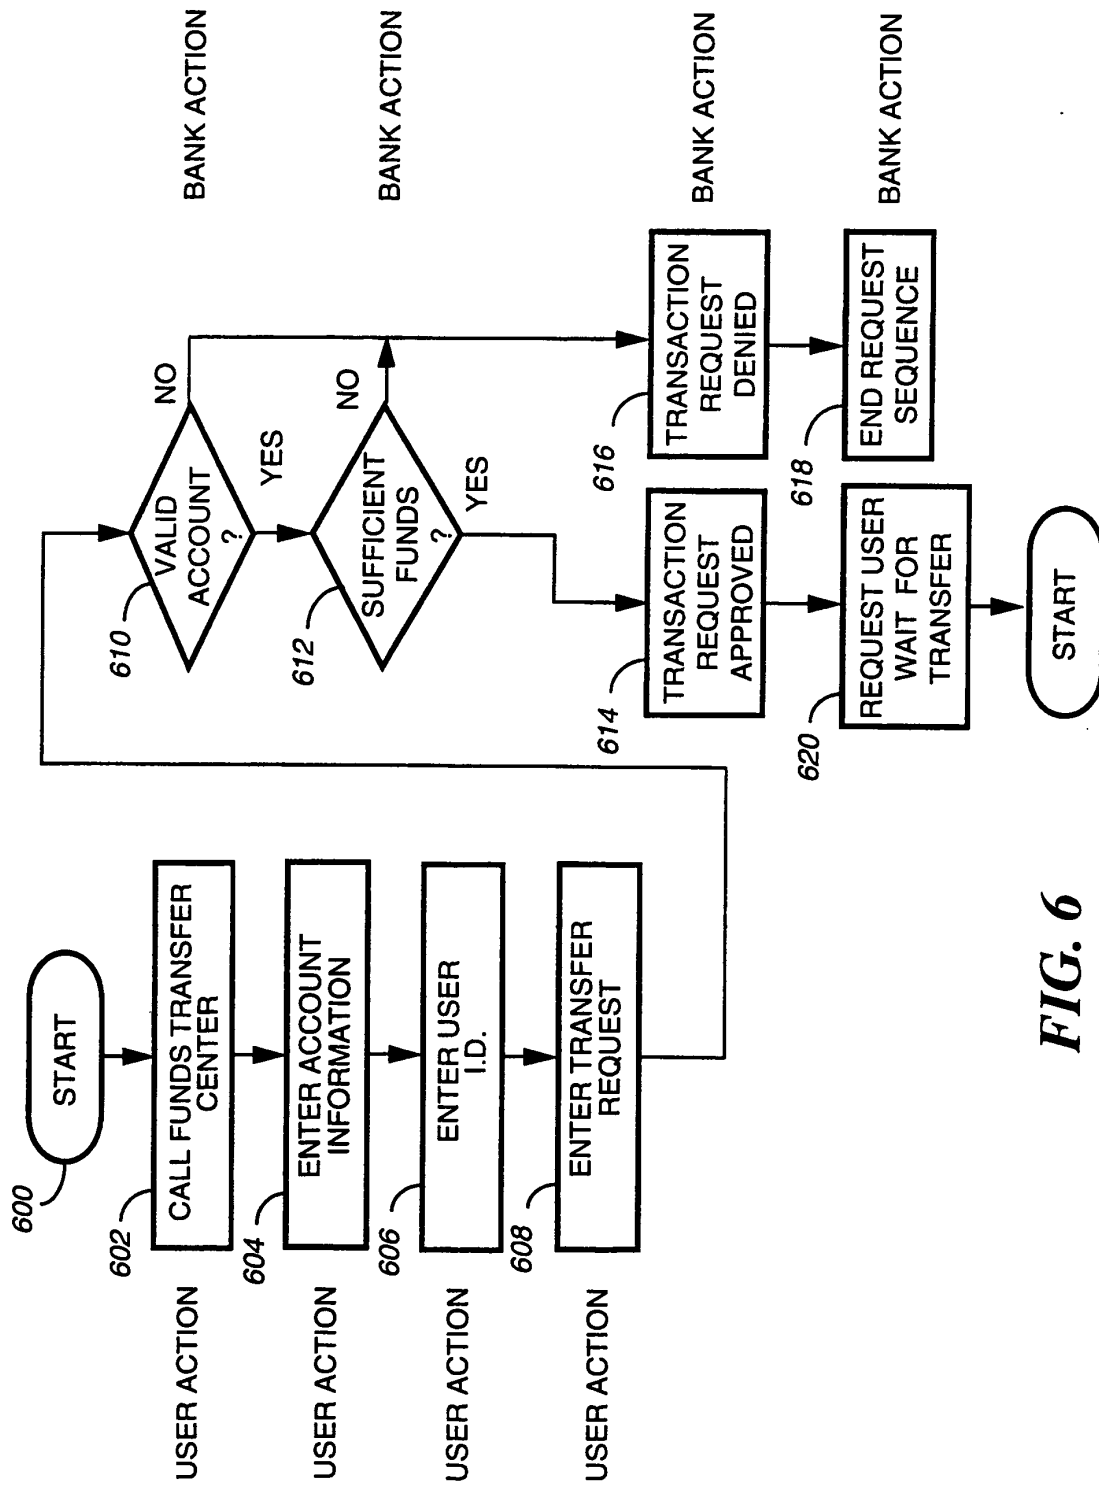 600
START
USER ACTION
602
CALL FUNDS TRANSFER
CENTER
USER ACTION
604
ENTER ACCOUNT
INFORMATION
USER ACTION
606
ENTER USER
I.D.
USER ACTION
608
ENTER TRANSFER
REQUEST
610
VALID
ACCOUNT
?
NO
YES
BANK ACTION
612
SUFFICIENT
FUNDS
?
NO
YES
BANK ACTION
614
TRANSACTION
REQUEST
APPROVED
616
TRANSACTION
REQUEST
DENIED
BANK ACTION
620
REQUEST USER
WAIT FOR
TRANSFER
618
END REQUEST
SEQUENCE
BANK ACTION
START
FIG. 6